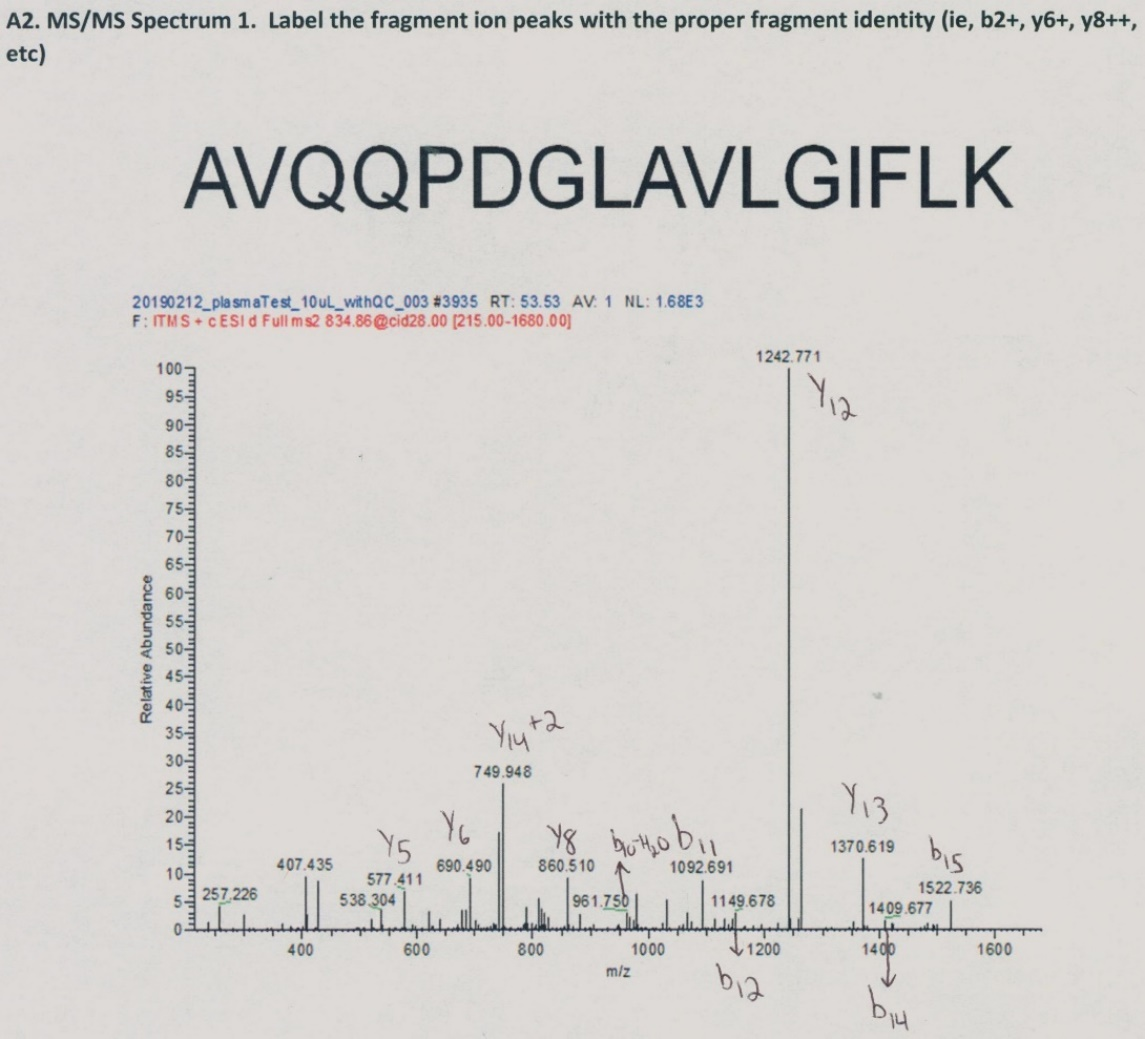 A2. MS/MS Spectrum 1. Label the fragment ion peaks with the proper fragment identity (ie, b2+, y6+, y8++,
etc)
AVQQPDGLAVLGIFLK
20190212_plasmaTest_10uL_withQC_003 #3935 RT: 53.53 AV: 1 NL: 1.68E3
F: ITMS + c ESI d Full ms2 834.86@cid28.00 [215.00-1680.00]
1242.771
100
Y12
95
90
85
80
75
70
65
60
55
50
45
40
Relative Abundance
35
Y14 +2
30
749.948
25
20
Y13
15
Y5
Y6
Y8
b10-H2O
b11
1370.619
b15
10
407.435
577.411
690.490
860.510
1092.691
1522.736
5
257.226
538.304
961.750
1149.678
1409.677
0
400
600
800
1000
1200
1400
1600
m/z
b12
b14